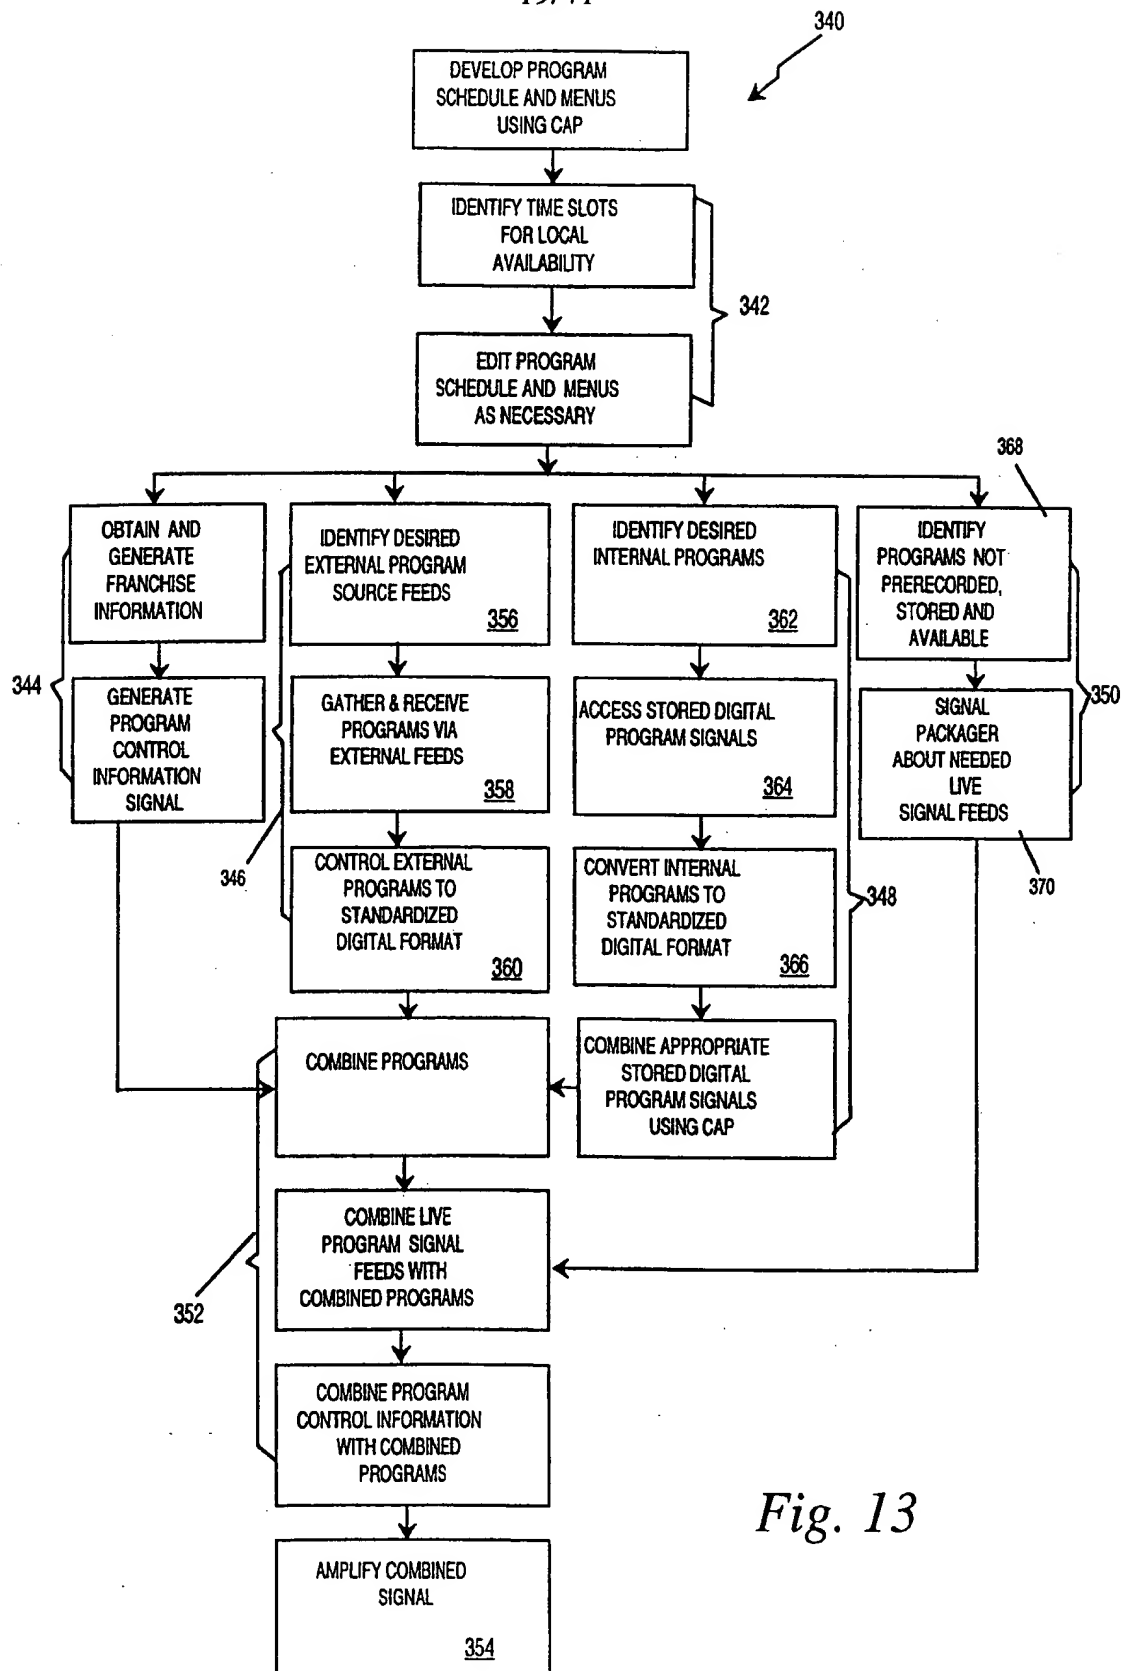 340
DEVELOP PROGRAM
SCHEDULE AND MENUS
USING CAP
IDENTIFY TIME SLOTS
FOR LOCAL
AVAILABILITY
342
EDIT PROGRAM
SCHEDULE AND MENUS
AS NECESSARY
368
OBTAIN AND
GENERATE
FRANCHISE
INFORMATION
IDENTIFY DESIRED
EXTERNAL PROGRAM
SOURCE FEEDS
356
IDENTIFY DESIRED
INTERNAL PROGRAMS
362
IDENTIFY
PROGRAMS NOT
PRERECORDED,
STORED AND
AVAILABLE
344
GENERATE
PROGRAM
CONTROL
INFORMATION
SIGNAL
GATHER & RECEIVE
PROGRAMS VIA
EXTERNAL FEEDS
358
ACCESS STORED DIGITAL
PROGRAM SIGNALS
364
SIGNAL
PACKAGER
ABOUT NEEDED
LIVE
SIGNAL FEEDS
350
346
CONTROL EXTERNAL
PROGRAMS TO
STANDARDIZED
DIGITAL FORMAT
360
CONVERT INTERNAL
PROGRAMS TO
STANDARDIZED
DIGITAL FORMAT
366
348
370
COMBINE PROGRAMS
COMBINE APPROPRIATE
STORED DIGITAL
PROGRAM SIGNALS
USING CAP
COMBINE LIVE
PROGRAM SIGNAL
FEEDS WITH
COMBINED PROGRAMS
352
COMBINE PROGRAM
CONTROL INFORMATION
WITH COMBINED
PROGRAMS
Fig. 13
AMPLIFY COMBINED
SIGNAL
354